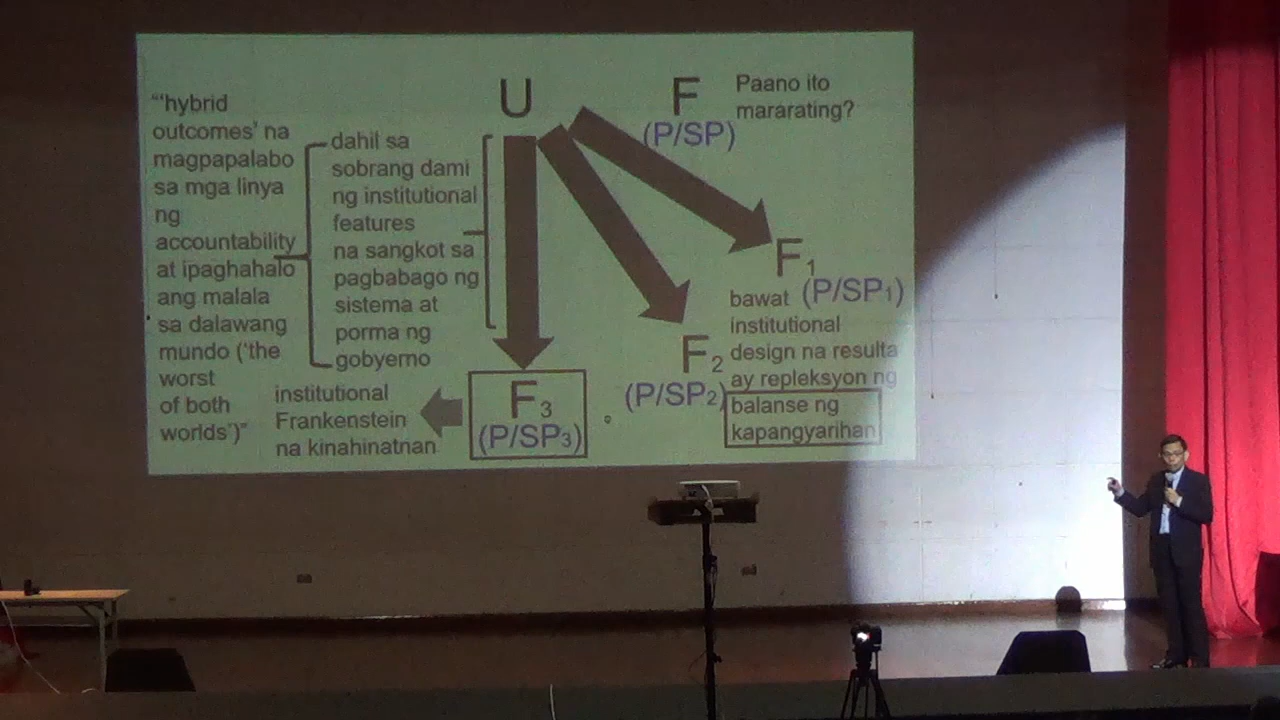 "'hybrid
outcomes' na
magpapalabo
sa mga linya
ng
accountability
at ipaghahalo
ang malala
sa dalawang
mundo ('the
worst
of both
worlds')"
dahil sa
sobrang dami
ng institutional
features
na sangkot sa
pagbabago ng
sistema at
porma ng
gobyerno
institutional
Frankenstein
na kinahinatnan
U
F3
(P/SP3)
F
(P/SP)
Paano ito
mararating?
F1
(P/SP1)
F2
(P/SP2)
bawat
institutional
design na resulta
ay repleksyon ng
balanse ng
kapangyarihan